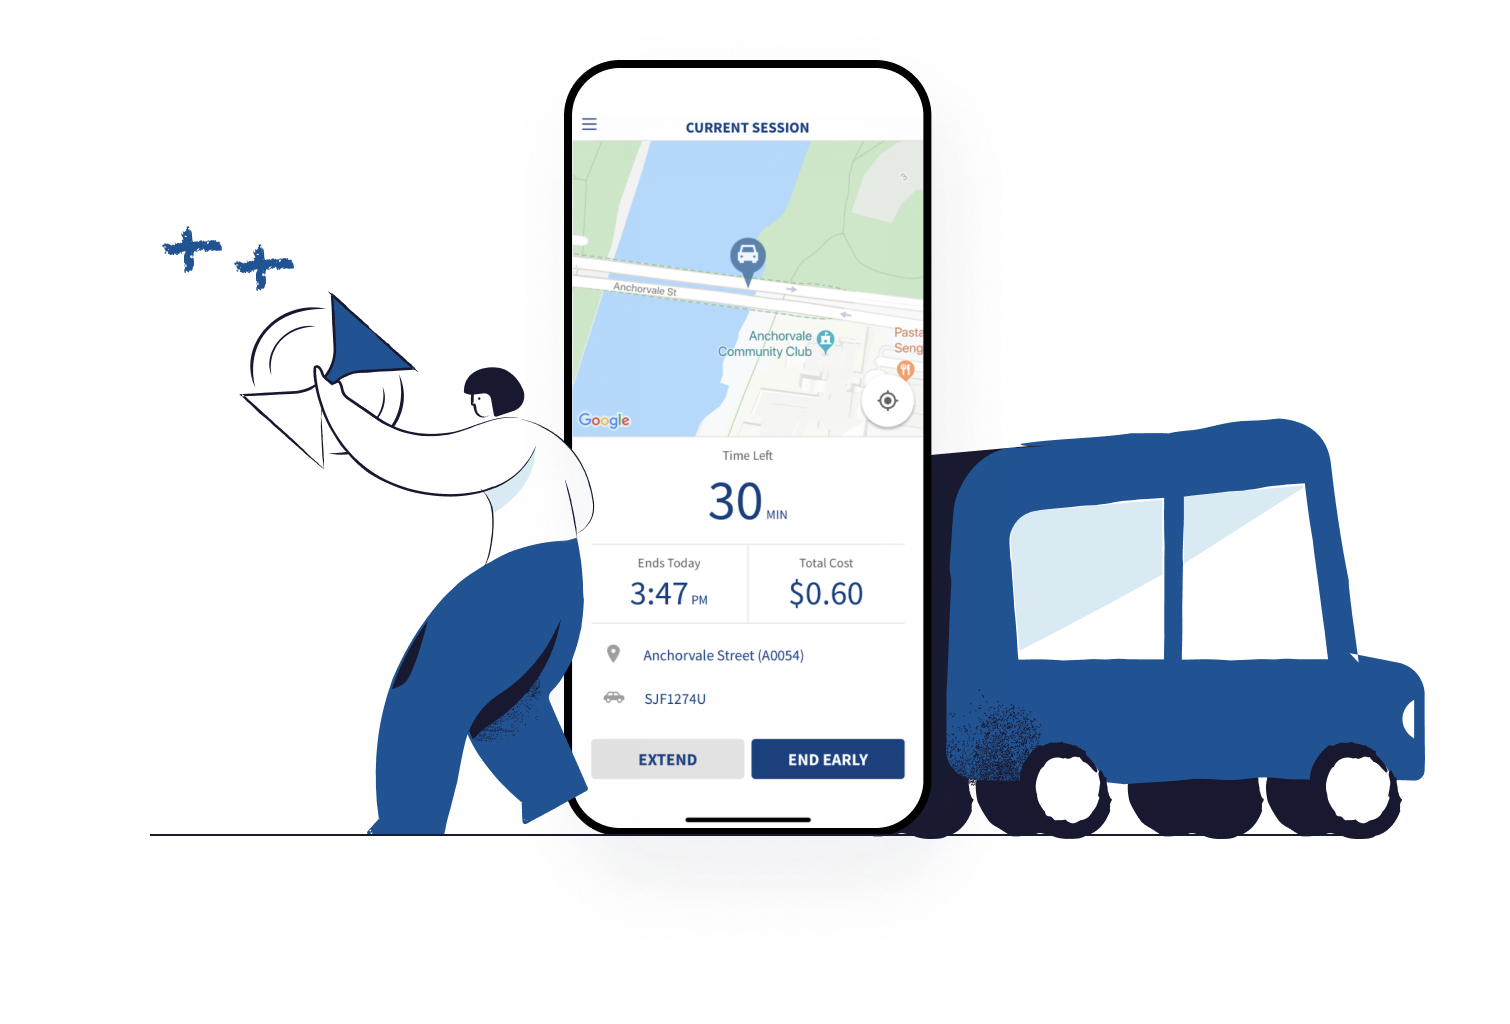 CURRENT SESSION
3
Anchorvale St
Anchorvale
Community Club
Pasta
Seng
Google
Time Left
30 MIN
Ends Today
3:47 PM
Total Cost
$0.60
Anchorvale Street (A0054)
SJF1274U
EXTEND
END EARLY